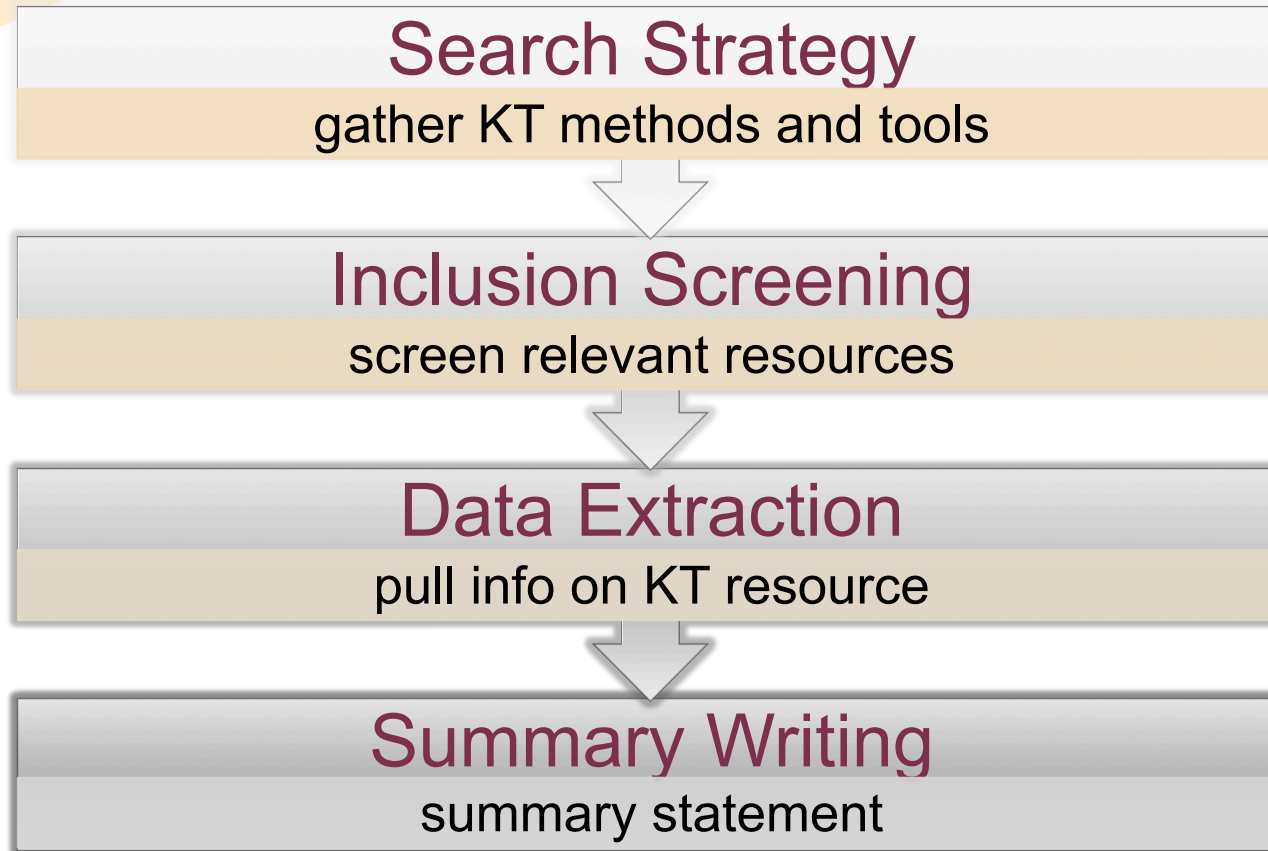 Search Strategy
gather KT methods and tools
Inclusion Screening
screen relevant resources
Data Extraction
pull info on KT resource
Summary Writing
summary statement